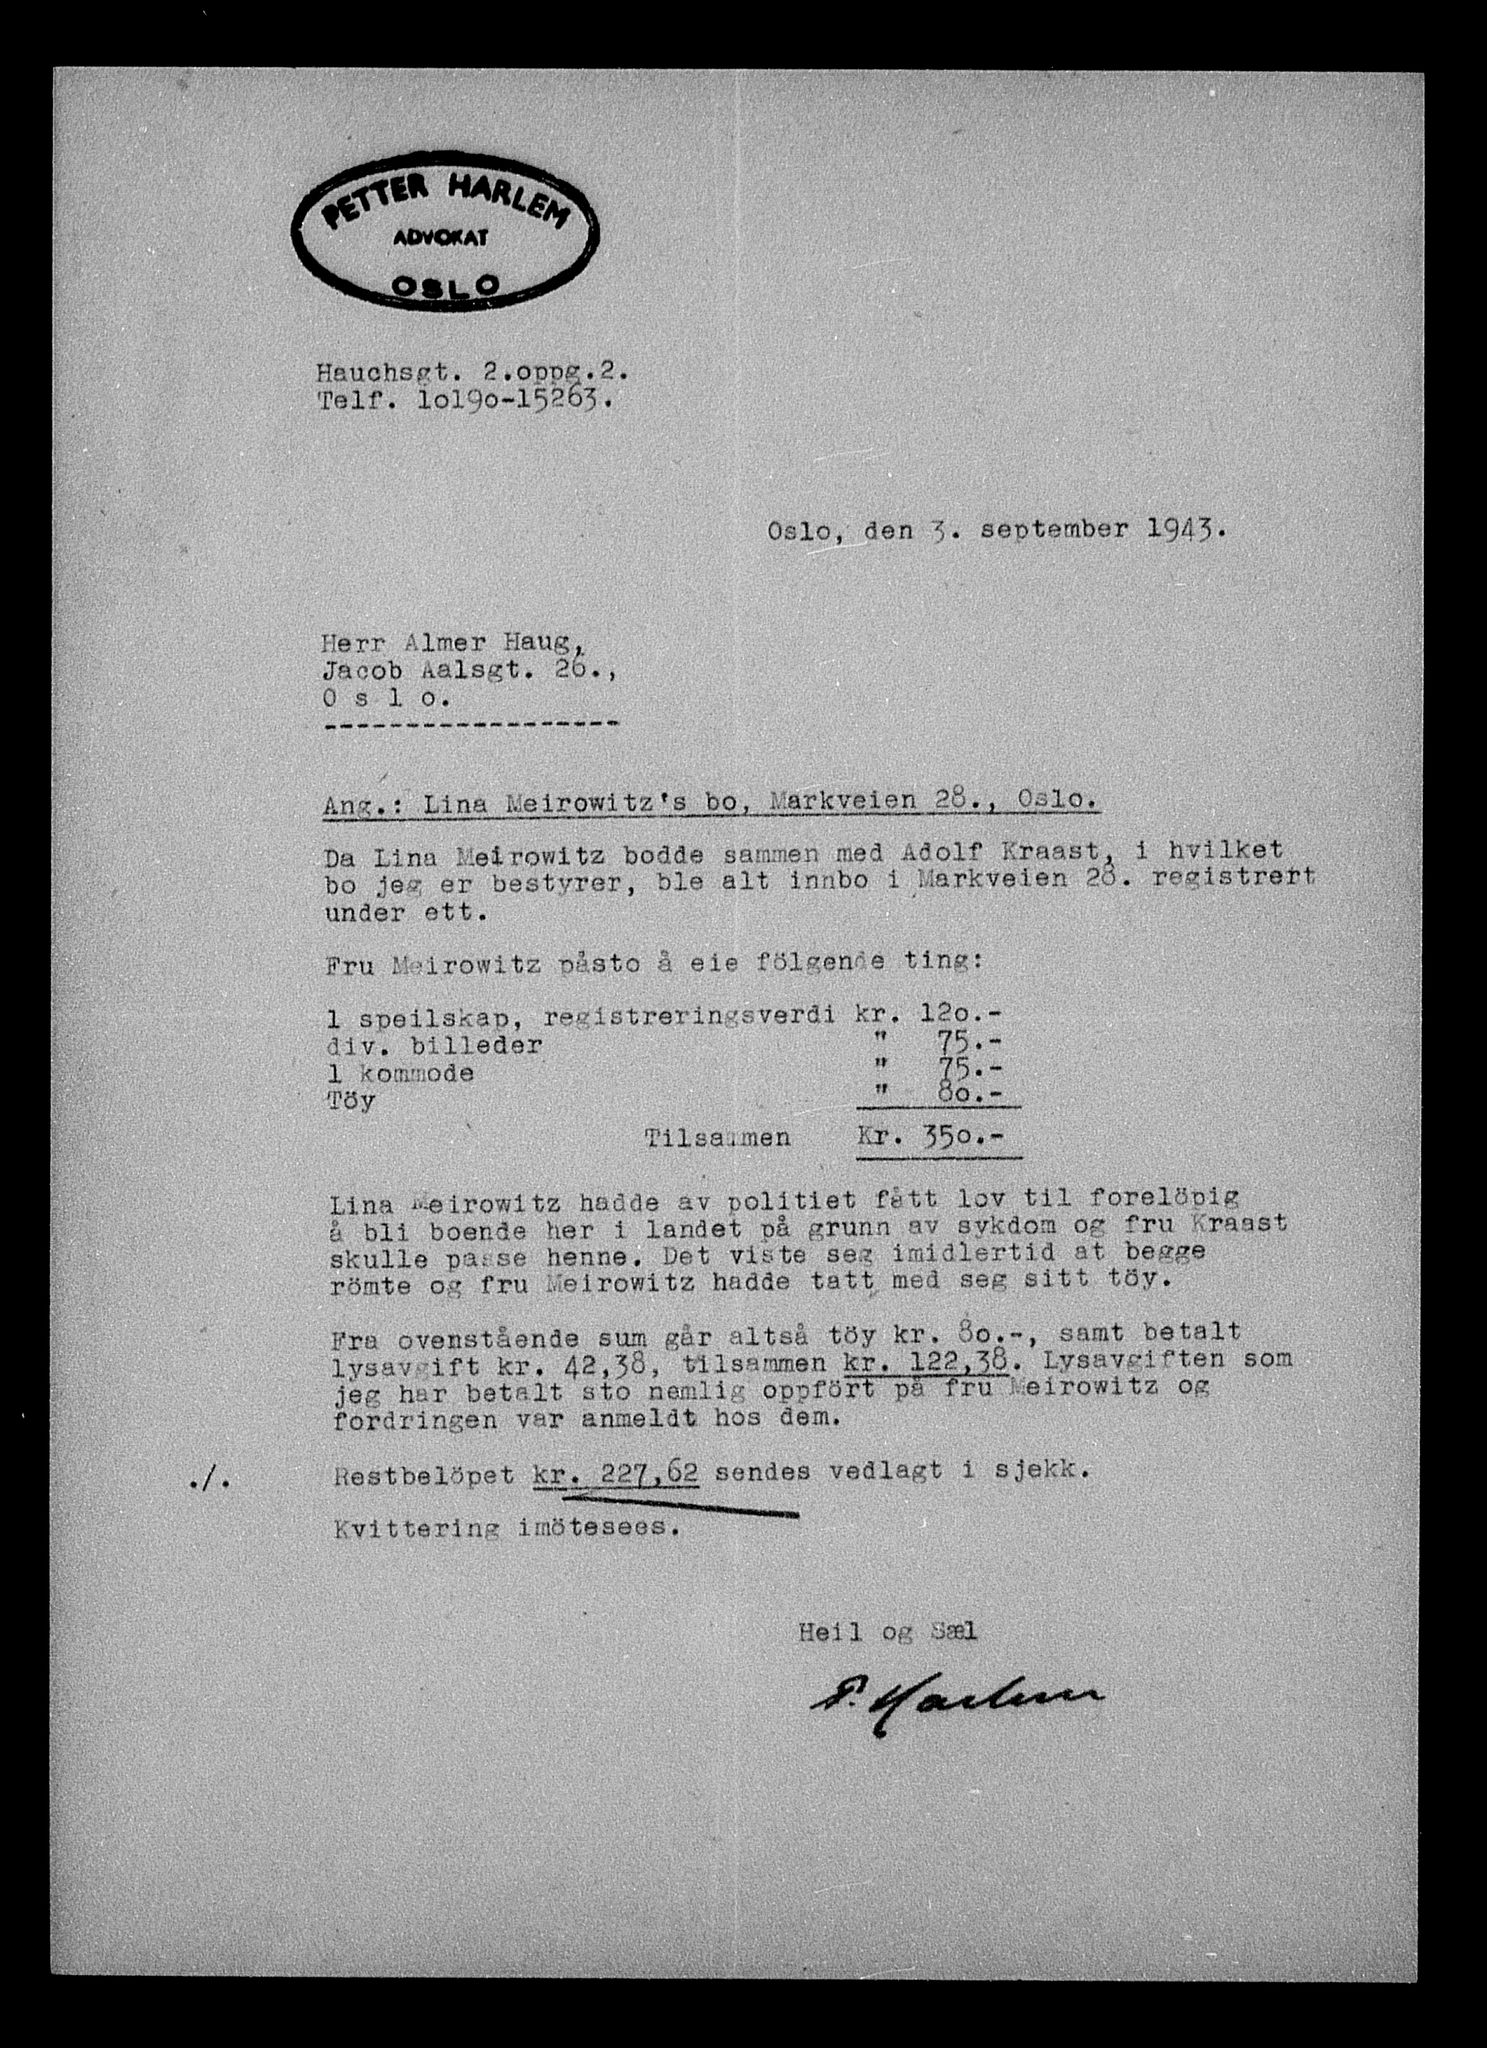 PETTER HARLEM
ADVOKAT
OSLO
Hauchsgt. 2.oppg.2.
Telf. 10190-15263.
Oslo, den 3. september 1943.
Herr Almer Haug,
Jacob Aalsgt. 26.,
O s l o.
-------------------
Ang.: Lina Meirowitz's bo, Markveien 28., Oslo.
Da Lina Meirowitz bodde sammen med Adolf Kraast, i hvilket
bo jeg er bestyrer, ble alt innbo i Markveien 28. registrert
under ett.
Fru Meirowitz påsto å eie fölgende ting:
1 speilskap, registreringsverdi kr. 120.-
div. billeder " 75.-
1 kommode " 75.-
Töy " 80.-
Tilsammen Kr. 350.-
Lina Meirowitz hadde av politiet fått lov til forelöpig
å bli boende her i landet på grunn av sykdom og fru Kraast
skulle passe henne. Det viste seg imidlertid at begge
römte og fru Meirowitz hadde tatt med seg sitt töy.
Fra ovenstående sum går altså töy kr. 80.-, samt betalt
lysavgift kr. 42,38, tilsammen kr. 122,38. Lysavgiften som
jeg har betalt sto nemlig oppfört på fru Meirowitz og
fordringen var anmeldt hos dem.
./. Restbelöpet kr. 227,62 sendes vedlagt i sjekk.
Kvittering imötesees.
Heil og Sæl
P. Harlem